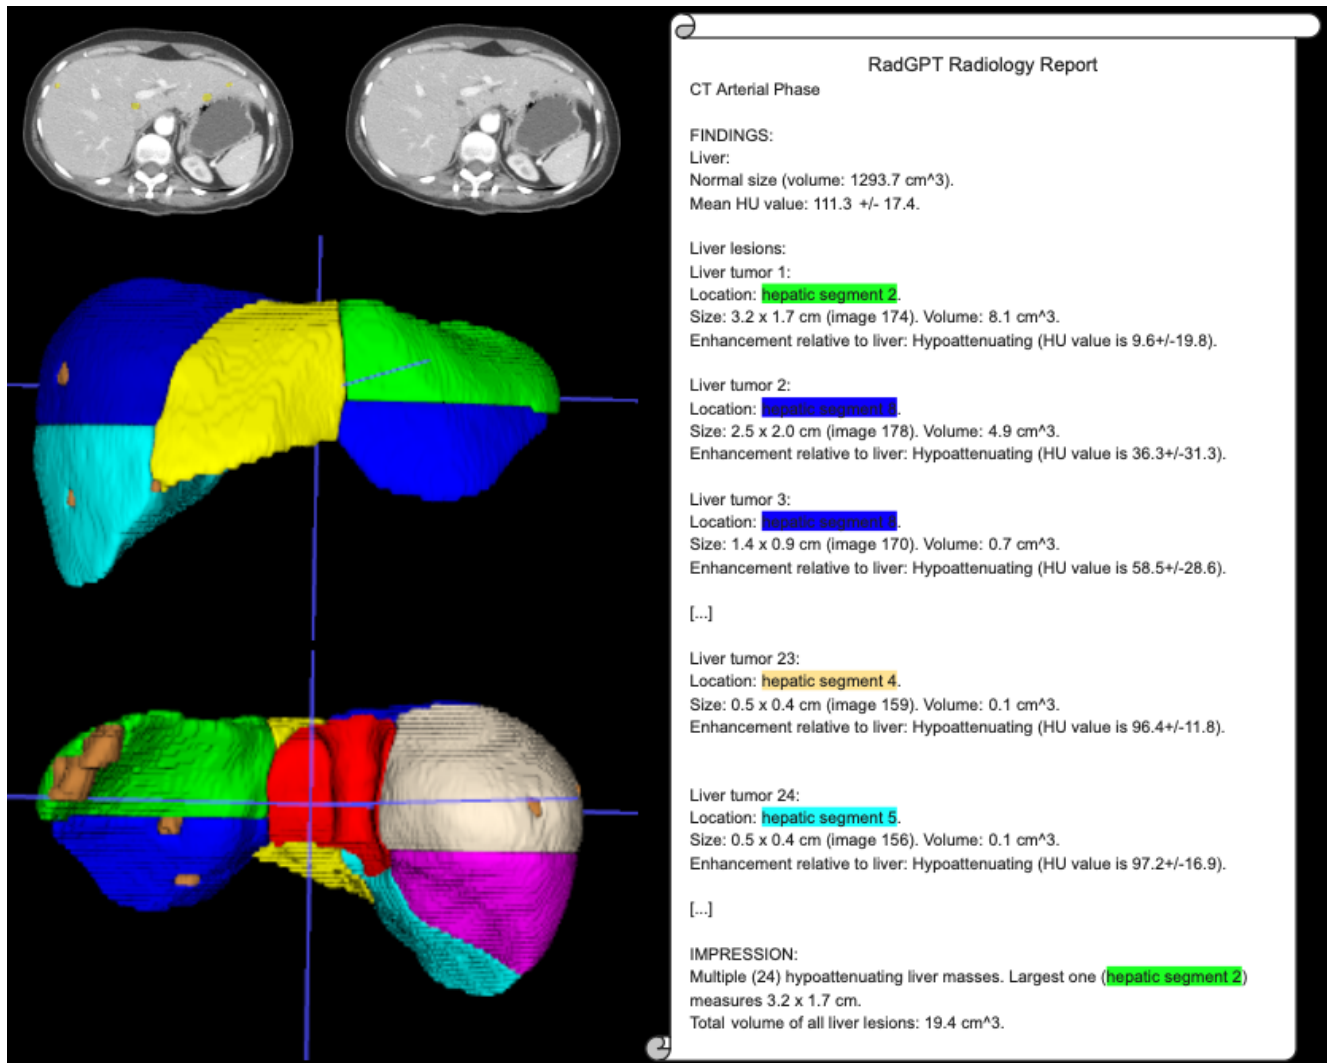 RadGPT Radiology Report
CT Arterial Phase
FINDINGS:
Liver:
Normal size (volume: 1293.7 cm^3).
Mean HU value: 111.3 +/- 17.4.
Liver lesions:
Liver tumor 1:
Location: hepatic segment 2.
Size: 3.2 x 1.7 cm (image 174). Volume: 8.1 cm^3.
Enhancement relative to liver: Hypoattenuating (HU value is 9.6+/-19.8).
Liver tumor 2:
Location: hepatic segment 8.
Size: 2.5 x 2.0 cm (image 178). Volume: 4.9 cm^3.
Enhancement relative to liver: Hypoattenuating (HU value is 36.3+/-31.3).
Liver tumor 3:
Location: hepatic segment 8.
Size: 1.4 x 0.9 cm (image 170). Volume: 0.7 cm^3.
Enhancement relative to liver: Hypoattenuating (HU value is 58.5+/-28.6).
[...]
Liver tumor 23:
Location: hepatic segment 4.
Size: 0.5 x 0.4 cm (image 159). Volume: 0.1 cm^3.
Enhancement relative to liver: Hypoattenuating (HU value is 96.4+/-11.8).
Liver tumor 24:
Location: hepatic segment 5.
Size: 0.5 x 0.4 cm (image 156). Volume: 0.1 cm^3.
Enhancement relative to liver: Hypoattenuating (HU value is 97.2+/-16.9).
[...]
IMPRESSION:
Multiple (24) hypoattenuating liver masses. Largest one (hepatic segment 2)
measures 3.2 x 1.7 cm.
Total volume of all liver lesions: 19.4 cm^3.